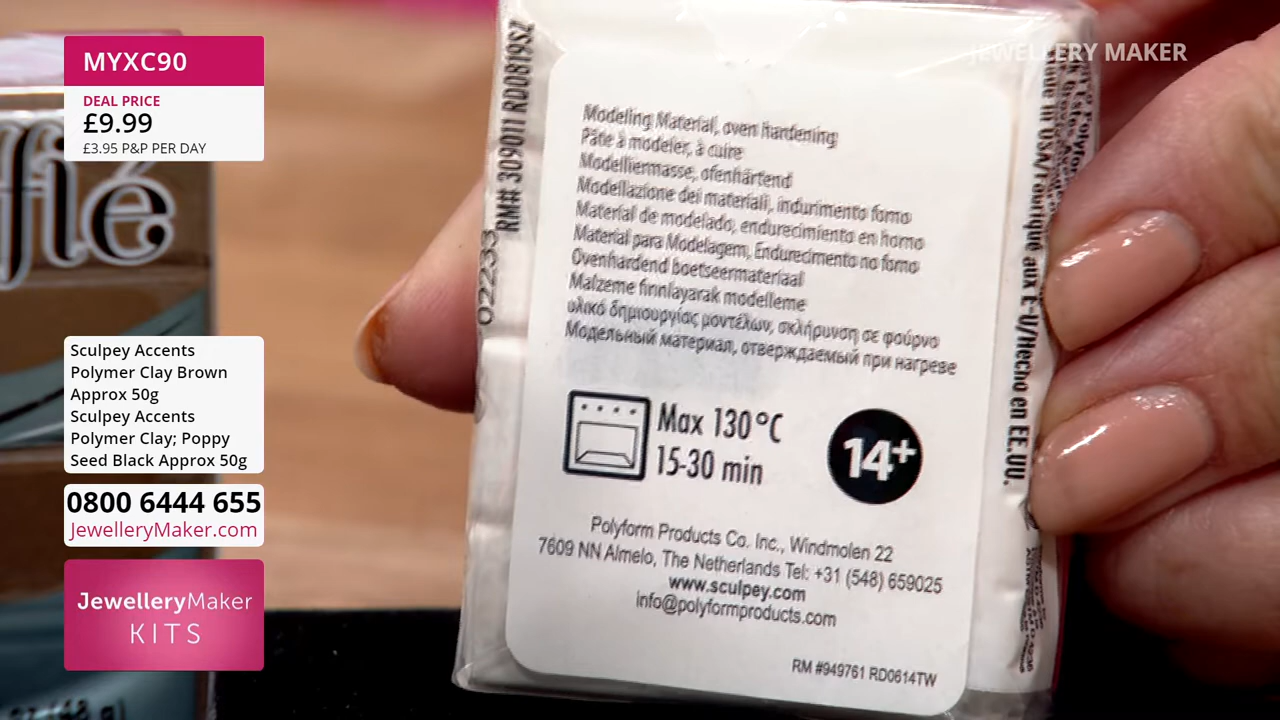 MYXC90
DEAL PRICE
£9.99
£3.95 P&P PER DAY
Sculpey Accents
Polymer Clay Brown
Approx 50g
Sculpey Accents
Polymer Clay; Poppy
Seed Black Approx 50g
0800 6444 655
JewelleryMaker.com
JewelleryMaker
KITS
JEWELLERY MAKER
fié
RM# 309011 RD0819SZ
02233
Modeling Material, oven hardening
Pâte à modeler, à cuire
Modelliermasse, ofenhärtend
Modellazione dei materiali, indurimento forno
Material de modelado, endurecimiento en horno
Material para Modelagem, Endurecimento no forno
Ovenhardend boetseermateriaal
Malzeme fırınlayarak modelleme
υλικό δημιουργίας μοντέλων, σκλήρυνση σε φούρνο
Модельный материал, отверждаемый при нагреве
Max 130°C
15-30 min
14+
Polyform Products Co. Inc., Windmolen 22
7609 NN Almelo, The Netherlands Tel: +31 (548) 659025
www.sculpey.com
info@polyformproducts.com
RM #949761 RD0614TW
in USA/Fabriqué aux E-U/Hecho en EE.UU.